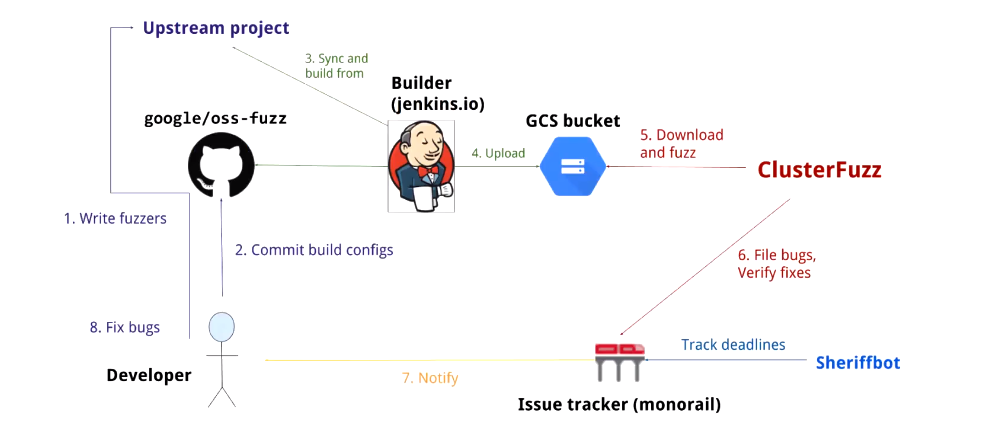 Upstream project
3. Sync and
build from
Builder
(jenkins.io)
google/oss-fuzz
GCS bucket
4. Upload
5. Download
and fuzz
ClusterFuzz
1. Write fuzzers
2. Commit build configs
6. File bugs,
Verify fixes
8. Fix bugs
Developer
7. Notify
Track deadlines
Sheriffbot
Issue tracker (monorail)